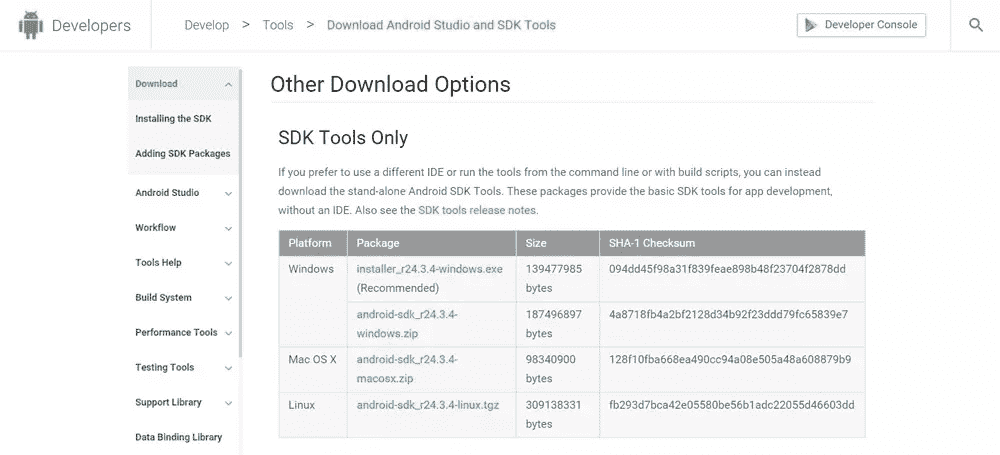 Developers
Develop > Tools > Download Android Studio and SDK Tools
Developer Console
Download
Installing the SDK
Adding SDK Packages
Android Studio
Workflow
Tools Help
Build System
Performance Tools
Testing Tools
Support Library
Data Binding Library
Other Download Options
SDK Tools Only
If you prefer to use a different IDE or run the tools from the command line or with build scripts, you can instead
download the stand-alone Android SDK Tools. These packages provide the basic SDK tools for app development,
without an IDE. Also see the SDK tools release notes.
Platform Package Size SHA-1 Checksum
Windows installer_r24.3.4-windows.exe 139477985 094dd45f98a31f839feae898b48f23704f2878dd
(Recommended) bytes
android-sdk_r24.3.4- 187496897 4a8718fb4a2bf2128d34b92f23ddd79fc65839e7
windows.zip bytes
Mac OS X android-sdk_r24.3.4- 98340900 128f10fba668ea490cc94a08e505a48a608879b9
macosx.zip bytes
Linux android-sdk_r24.3.4-linux.tgz 309138331 fb293d7bca42e05580be56b1adc22055d46603dd
bytes